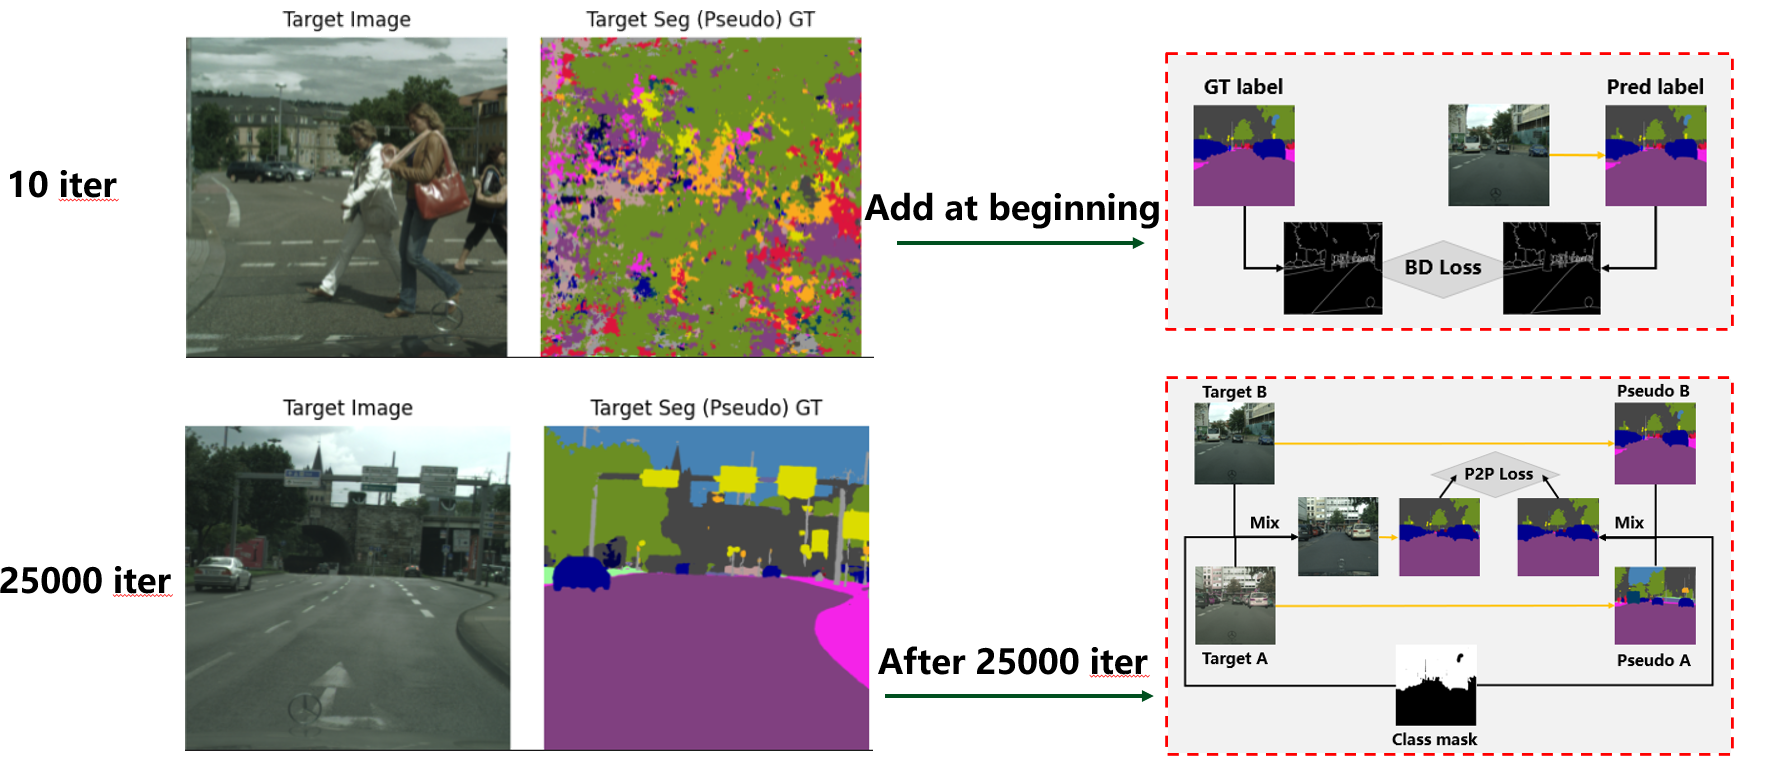 Target Image
Target Seg (Pseudo) GT
10 iter
Add at beginning
GT label
Pred label
BD Loss
Target Image
Target Seg (Pseudo) GT
25000 iter
After 25000 iter
Target B
Pseudo B
P2P Loss
Mix
Mix
Target A
Pseudo A
Class mask